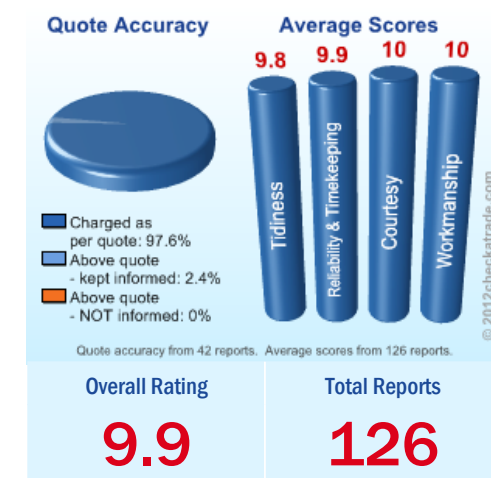 Quote Accuracy
Average Scores
9.8
9.9
10
10
Tidiness
Reliability & Timekeeping
Courtesy
Workmanship
Charged as
per quote: 97.6%
Above quote
- kept informed: 2.4%
Above quote
- NOT informed: 0%
© 2012checkatrade.com
Quote accuracy from 42 reports. Average scores from 126 reports.
Overall Rating
Total Reports
9.9
126